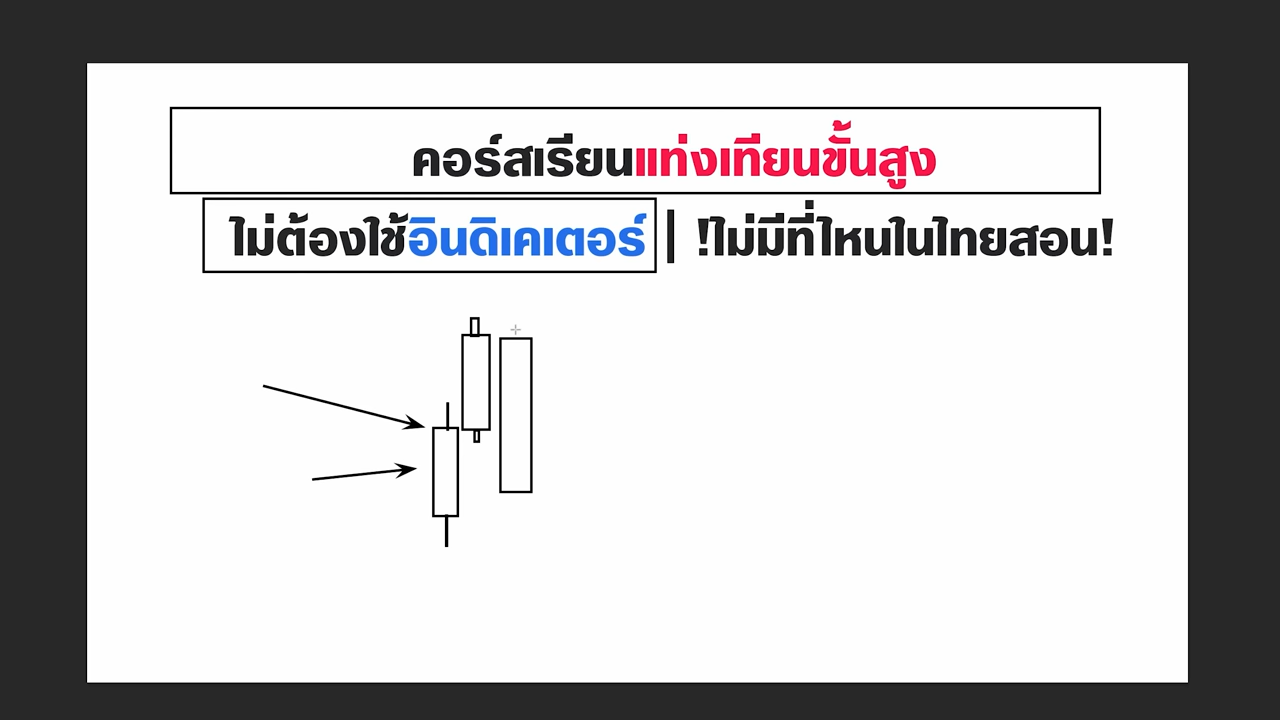 คอร์สเรียนแท่งเทียนขั้นสูง
ไม่ต้องใช้อินดิเคเตอร์ | !ไม่มีที่ไหนในไทยสอน!